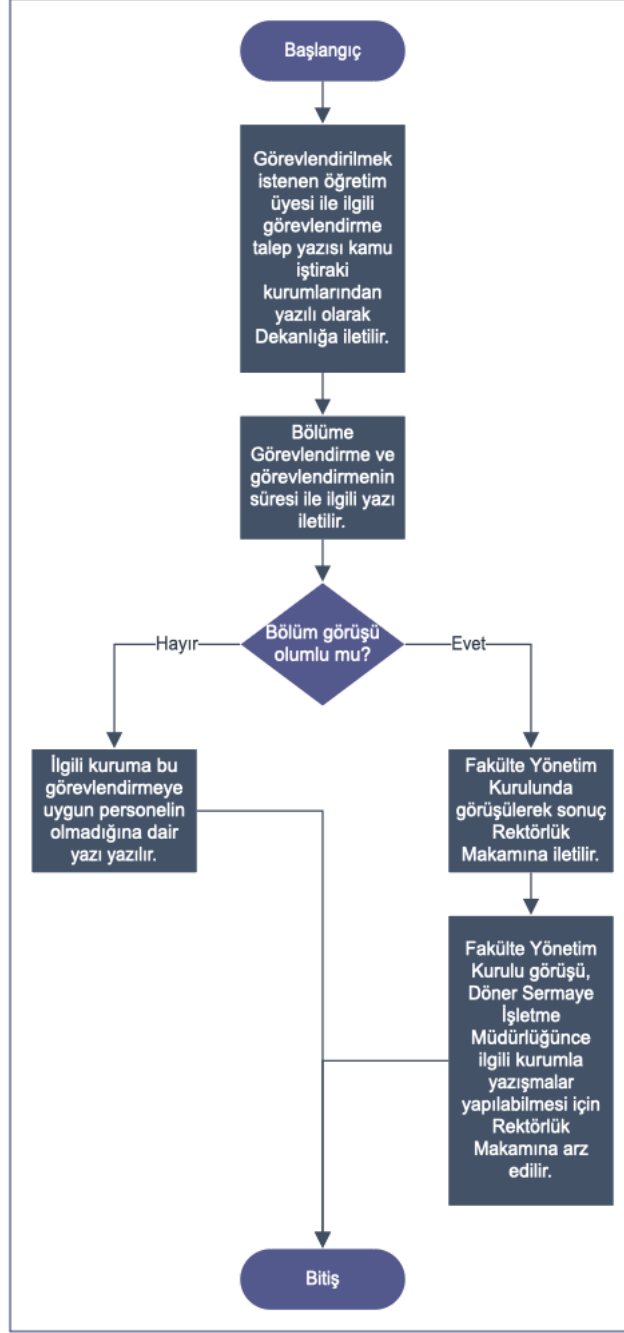 Başlangıç
Görevlendirilmek
istenen öğretim
üyesi ile ilgili
görevlendirme
talep yazısı kamu
iştiraki
kurumlarından
yazılı olarak
Dekanlığa iletilir.
Bölüme
Görevlendirme ve
görevlendirmenin
süresi ile ilgili yazı
iletilir.
Bölüm görüşü
olumlu mu?
Hayır
Evet
İlgili kuruma bu
görevlendirmeye
uygun personelin
olmadığına dair
yazı yazılır.
Fakülte Yönetim
Kurulunda
görüşülerek sonuç
Rektörlük
Makamına iletilir.
Fakülte Yönetim
Kurulu görüşü,
Döner Sermaye
İşletme
Müdürlüğünce
ilgili kurumla
yazışmalar
yapılabilmesi için
Rektörlük
Makamına arz
edilir.
Bitiş